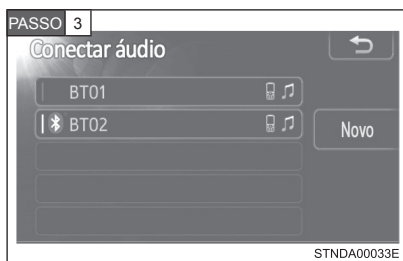 PASSO 3
Conectar áudio
BT01
BT02
Novo
STNDA00033E